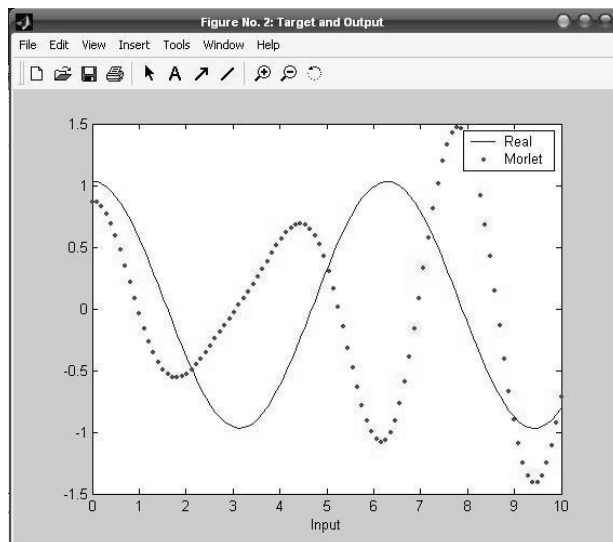 Figure No. 2: Target and Output
File Edit View Insert Tools Window Help
A
1.5
Real
Morlet
1
0.5
0
-0.5
-1
-1.5
0 1 2 3 4 5 6 7 8 9 10
Input